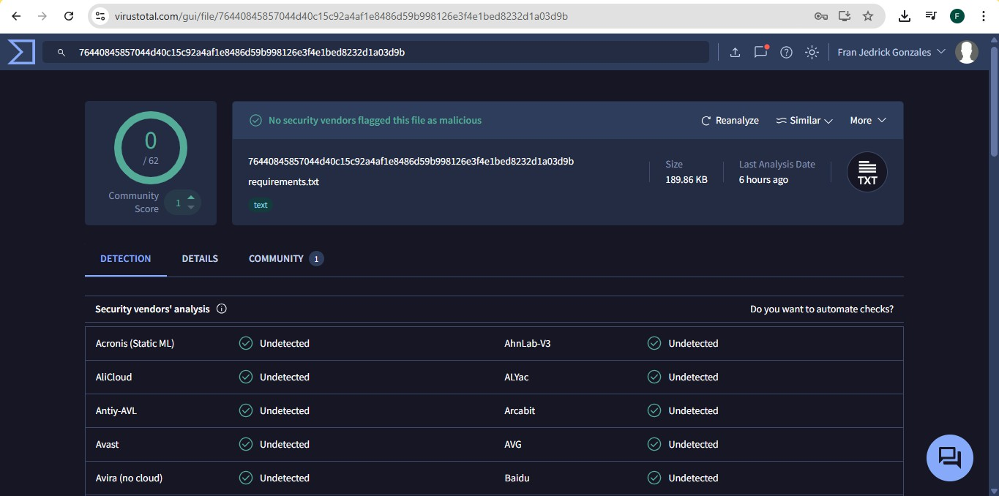 virustotal.com/gui/file/76440845857044d40c15c92a4af1e8486d59b998126e3f4e1bed8232d1a03d9b
F
76440845857044d40c15c92a4af1e8486d59b998126e3f4e1bed8232d1a03d9b
Fran Jedrick Gonzales
0
/ 62
Community
Score
1
No security vendors flagged this file as malicious
Reanalyze
Similar
More
76440845857044d40c15c92a4af1e8486d59b998126e3f4e1bed8232d1a03d9b
requirements.txt
text
Size
189.86 KB
Last Analysis Date
6 hours ago
TXT
DETECTION
DETAILS
COMMUNITY 1
Security vendors' analysis
Do you want to automate checks?
Acronis (Static ML) Undetected AhnLab-V3 Undetected
AliCloud Undetected ALYac Undetected
Antiy-AVL Undetected Arcabit Undetected
Avast Undetected AVG Undetected
Avira (no cloud) Undetected Baidu Undetected